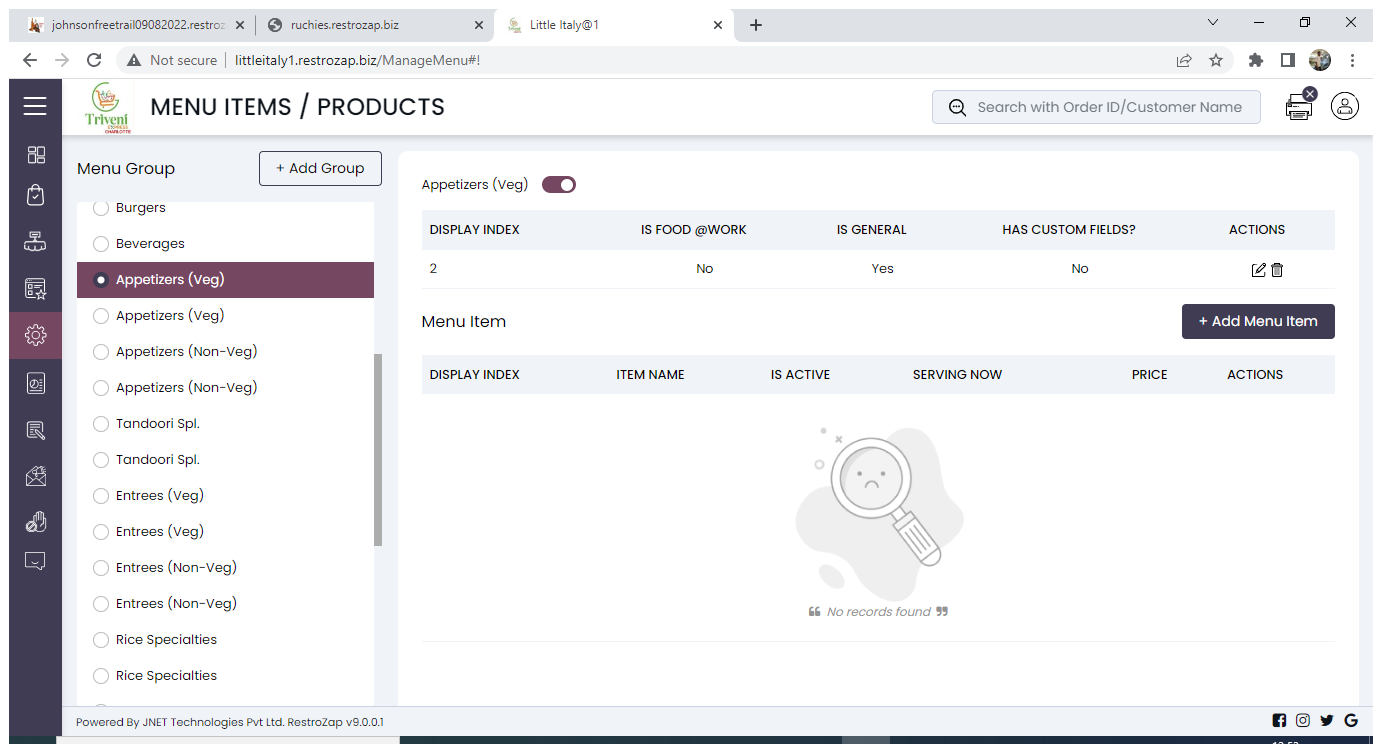 johnsonfreetrail09082022.restroz
ruchies.restrozap.biz
Little Italy@1
Not secure
littleitaly1.restrozap.biz/ManageMenu#!
Triveni
EXPRESS
CHARLOTTE
MENU ITEMS / PRODUCTS
Search with Order ID/Customer Name
Menu Group
+ Add Group
Burgers
Beverages
Appetizers (Veg)
Appetizers (Veg)
Appetizers (Non-Veg)
Appetizers (Non-Veg)
Tandoori Spl.
Tandoori Spl.
Entrees (Veg)
Entrees (Veg)
Entrees (Non-Veg)
Entrees (Non-Veg)
Rice Specialties
Rice Specialties
Appetizers (Veg)
DISPLAY INDEX IS FOOD @WORK IS GENERAL HAS CUSTOM FIELDS? ACTIONS
2 No Yes No
Menu Item
+ Add Menu Item
DISPLAY INDEX ITEM NAME IS ACTIVE SERVING NOW PRICE ACTIONS
❝ No records found ❞
Powered By JNET Technologies Pvt Ltd. RestroZap v9.0.0.1